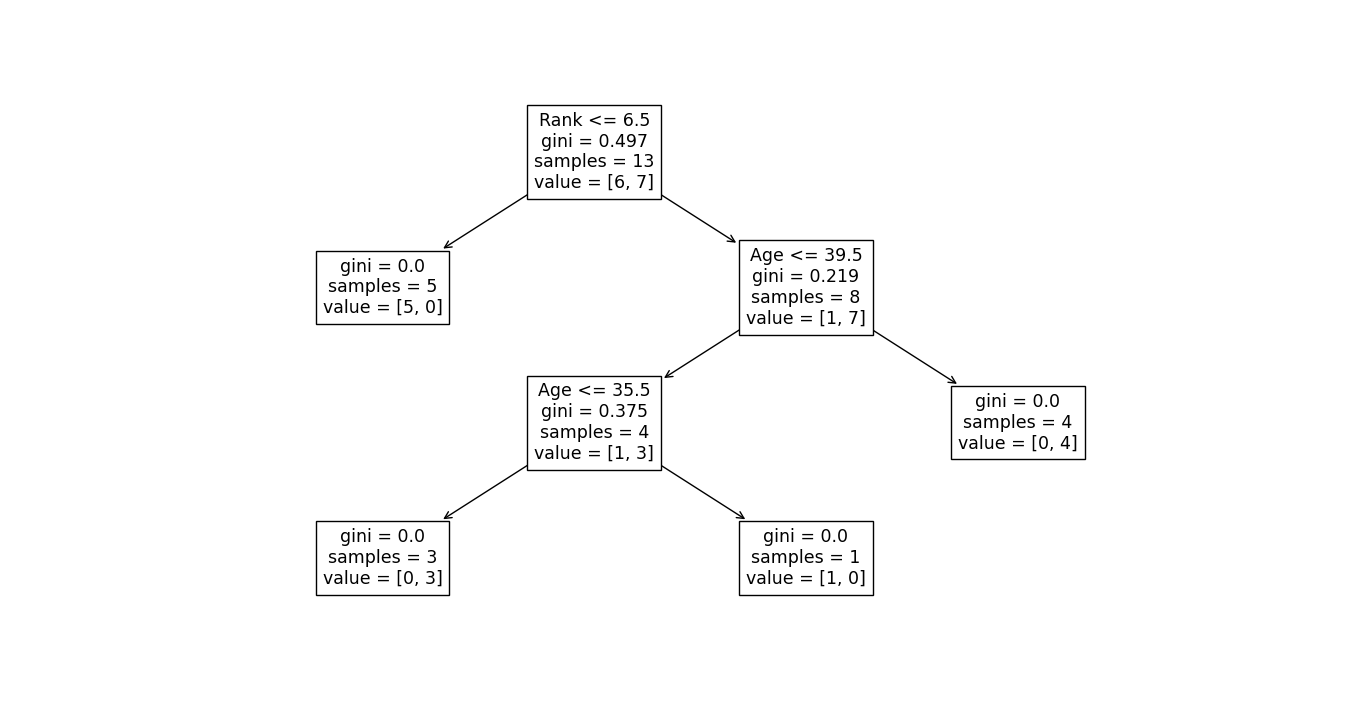 Rank <= 6.5
gini = 0.497
samples = 13
value = [6, 7]
gini = 0.0
samples = 5
value = [5, 0]
Age <= 39.5
gini = 0.219
samples = 8
value = [1, 7]
Age <= 35.5
gini = 0.375
samples = 4
value = [1, 3]
gini = 0.0
samples = 4
value = [0, 4]
gini = 0.0
samples = 3
value = [0, 3]
gini = 0.0
samples = 1
value = [1, 0]